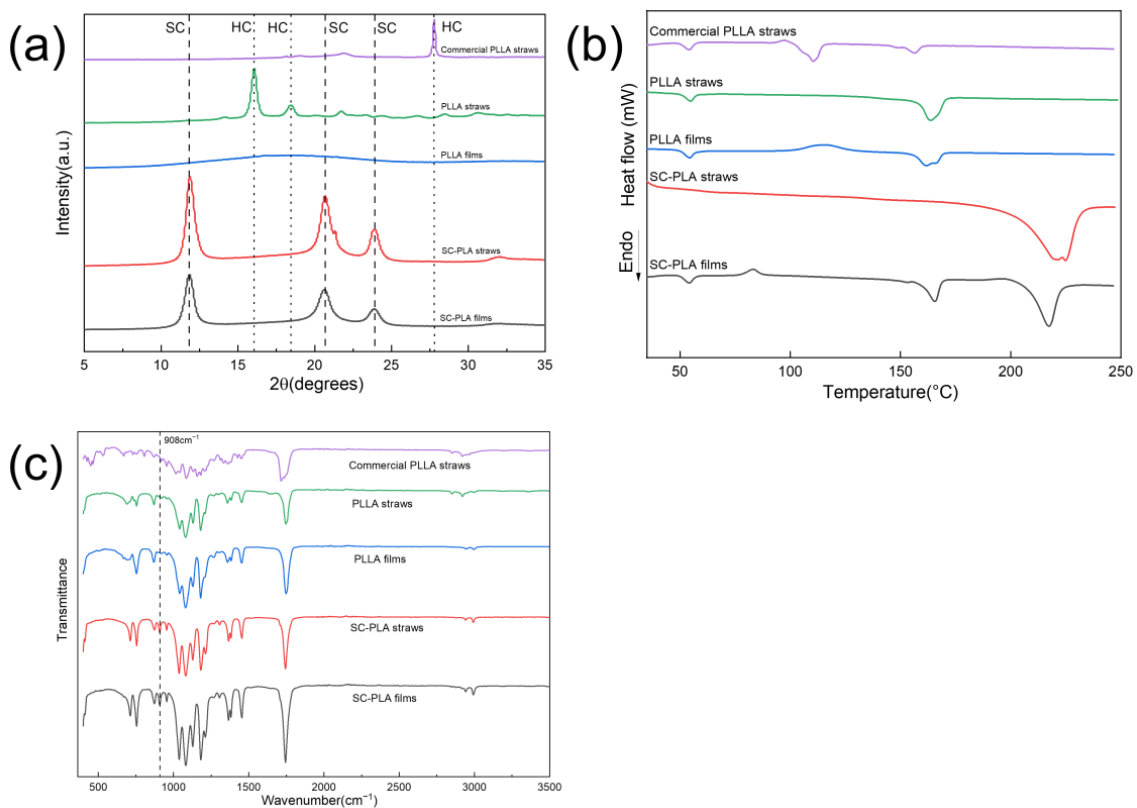 (a)
SC HC HC SC SC HC
Commercial PLLA straws
PLLA straws
PLLA films
SC-PLA straws
SC-PLA films
Intensity(a.u.)
5 10 15 20 25 30 35
2θ(degrees)
(b)
Commercial PLLA straws
PLLA straws
PLLA films
SC-PLA straws
SC-PLA films
Heat flow (mW)
Endo
50 100 150 200 250
Temperature(°C)
(c)
908cm⁻¹
Commercial PLLA straws
PLLA straws
PLLA films
SC-PLA straws
SC-PLA films
Transmittance
500 1000 1500 2000 2500 3000 3500
Wavenumber(cm⁻¹)